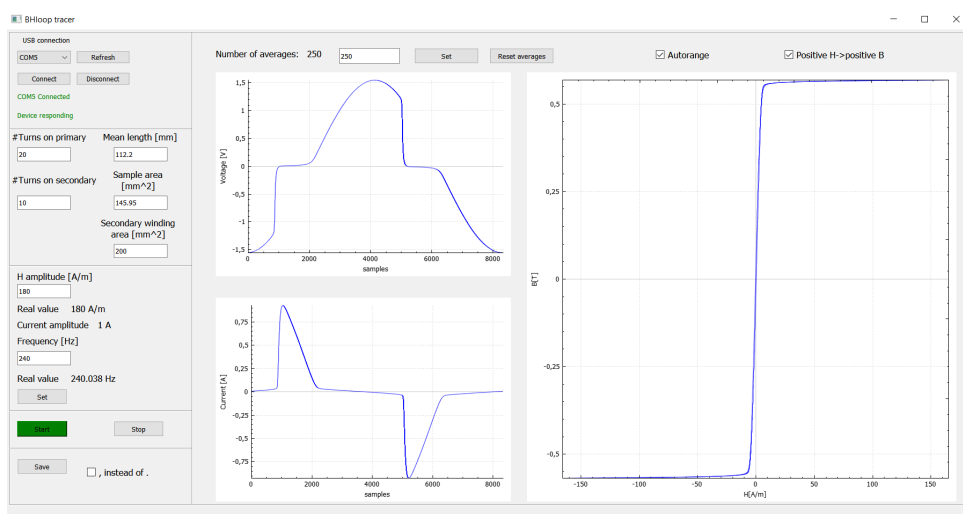 BHloop tracer
USB connection
COM5 Refresh
Connect Disconnect
COM5 Connected
Device responding
#Turns on primary Mean length [mm]
20 112.2
#Turns on secondary Sample area
[mm^2]
10 145.95
Secondary winding
area [mm^2]
200
H amplitude [A/m]
180
Real value 180 A/m
Current amplitude 1 A
Frequency [Hz]
240
Real value 240.038 Hz
Set
Start Stop
Save , instead of .
Number of averages: 250 250 Set Reset averages Autorange Positive H->positive B
1,5
1
0,5
0
-0,5
-1
-1,5
Voltage [V]
0 2000 4000 6000 8000
samples
0,75
0,5
0,25
0
-0,25
-0,5
-0,75
Current [A]
0 2000 4000 6000 8000
samples
0,5
0,25
0
-0,25
-0,5
B[T]
-150 -100 -50 0 50 100 150
H[A/m]